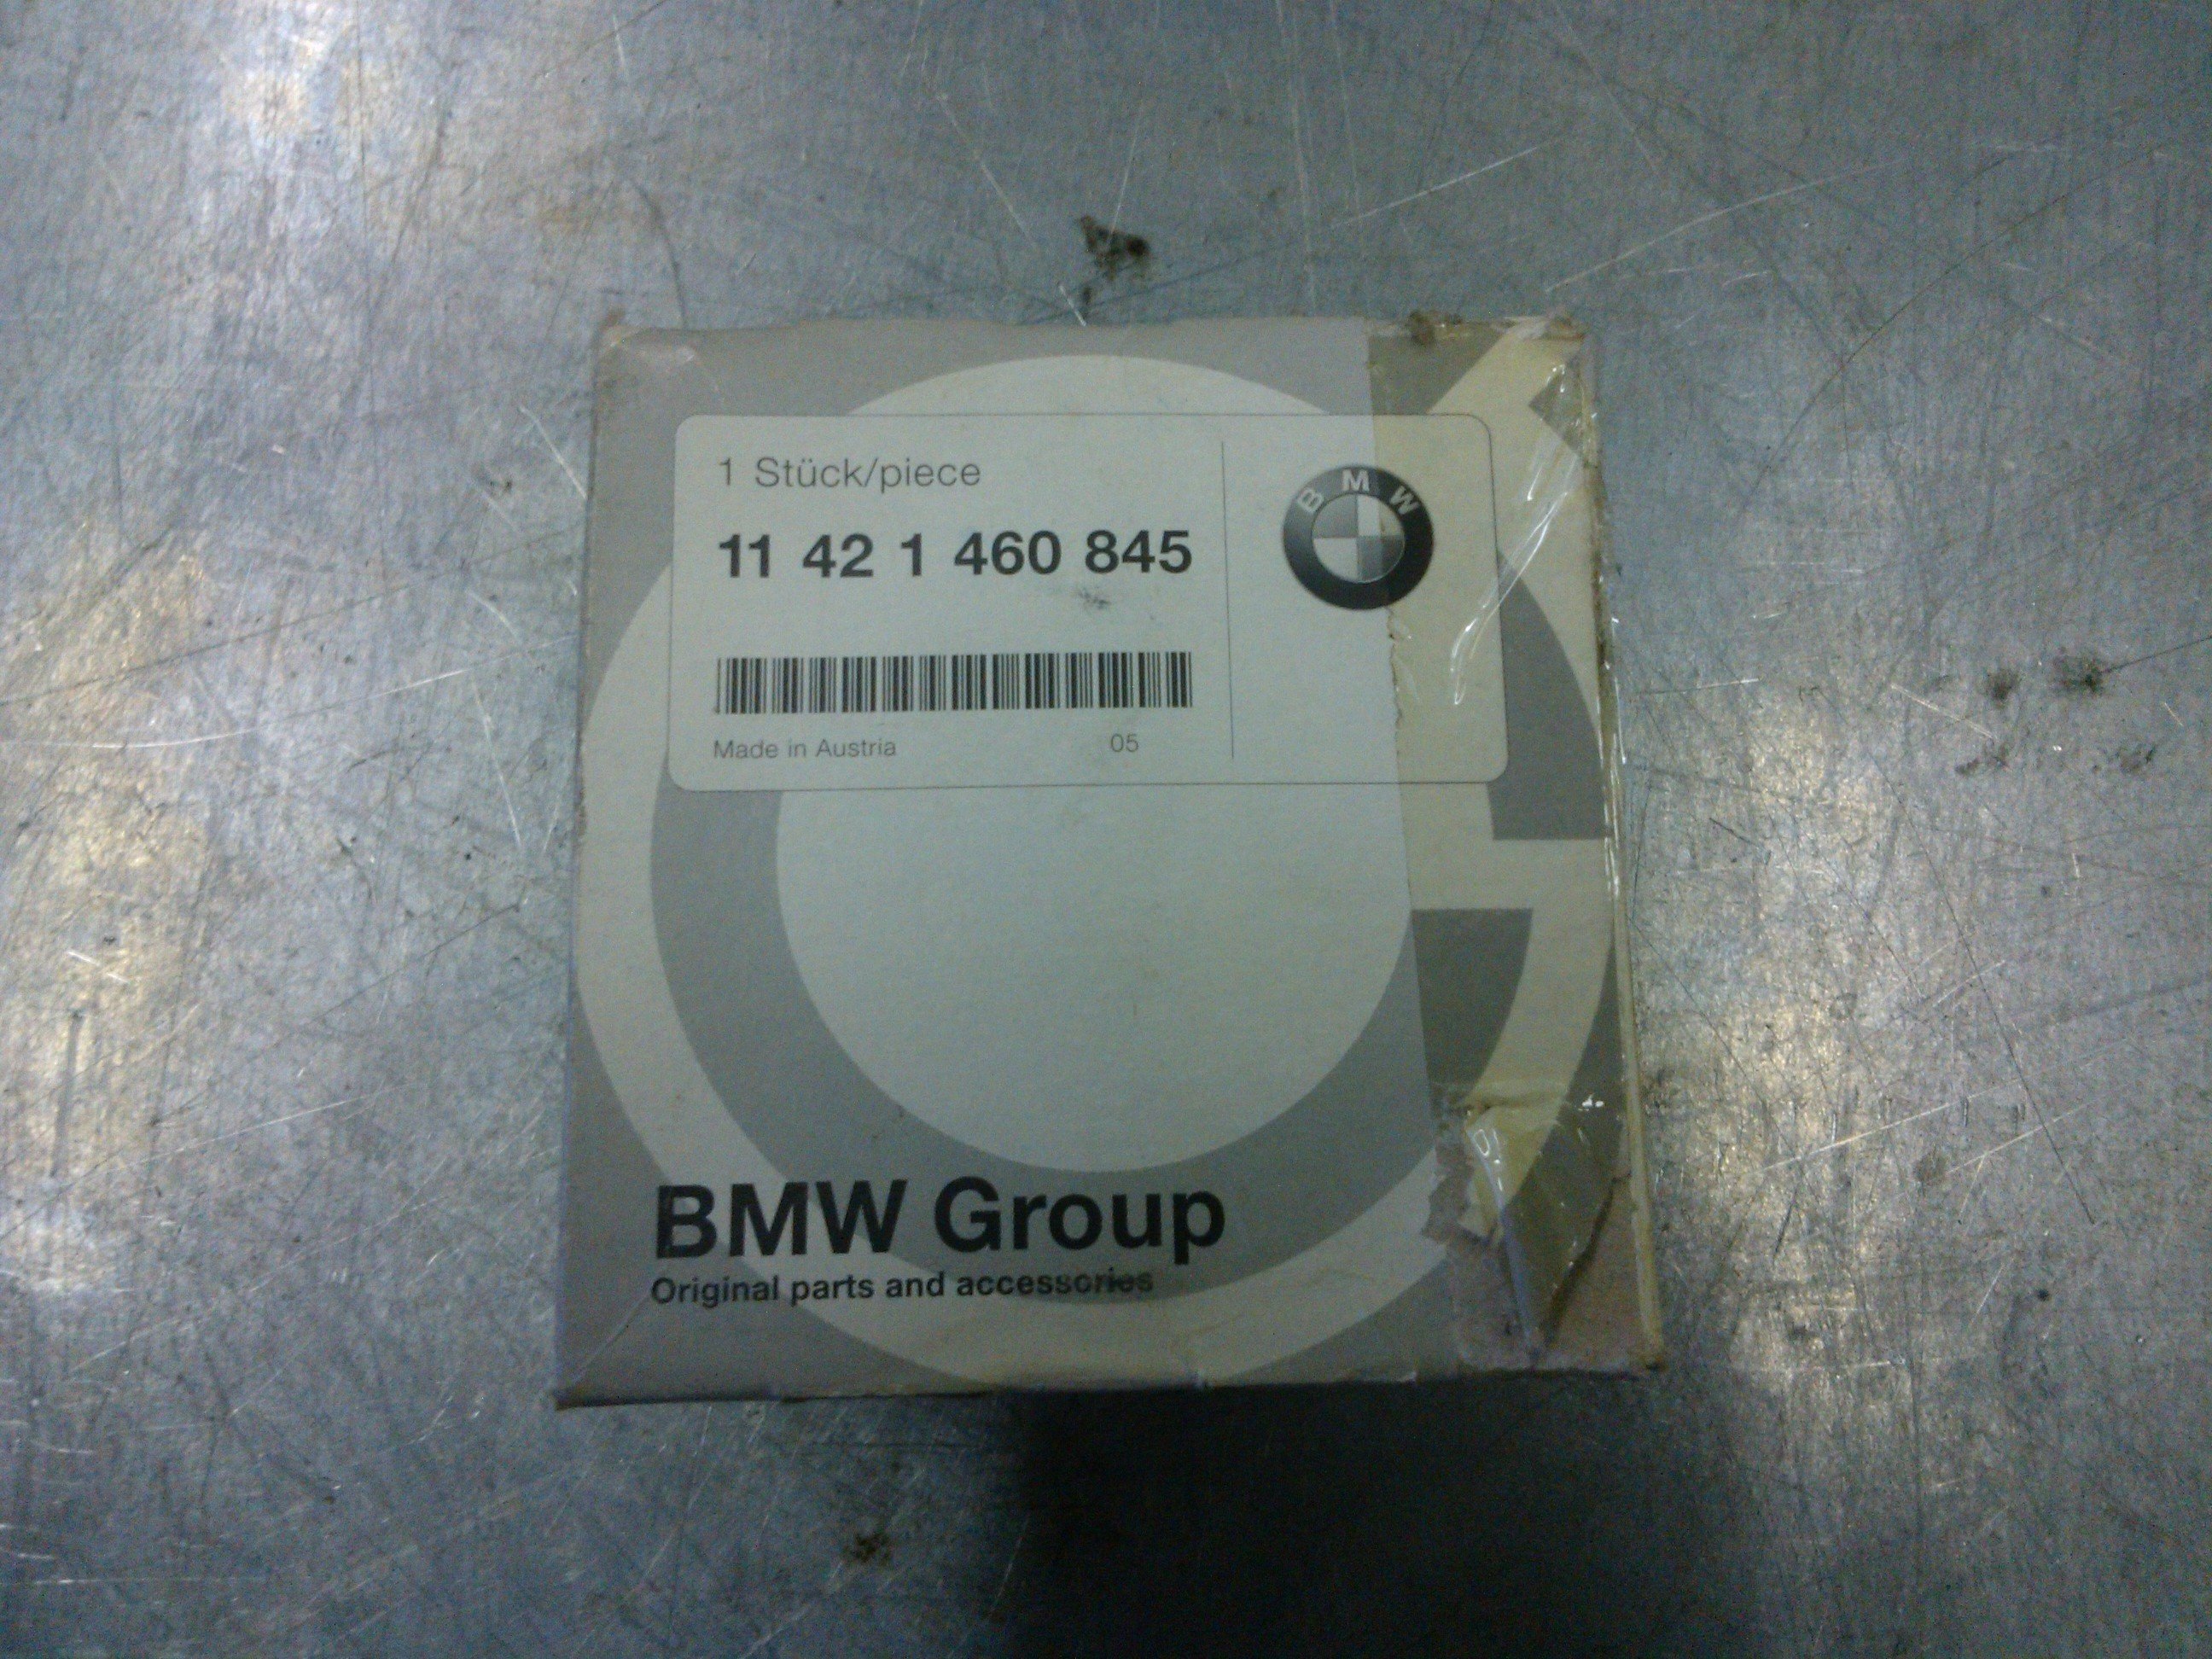 1 Stück/piece
11 42 1 460 845
BMW
Made in Austria 05
BMW Group
Original parts and accessories